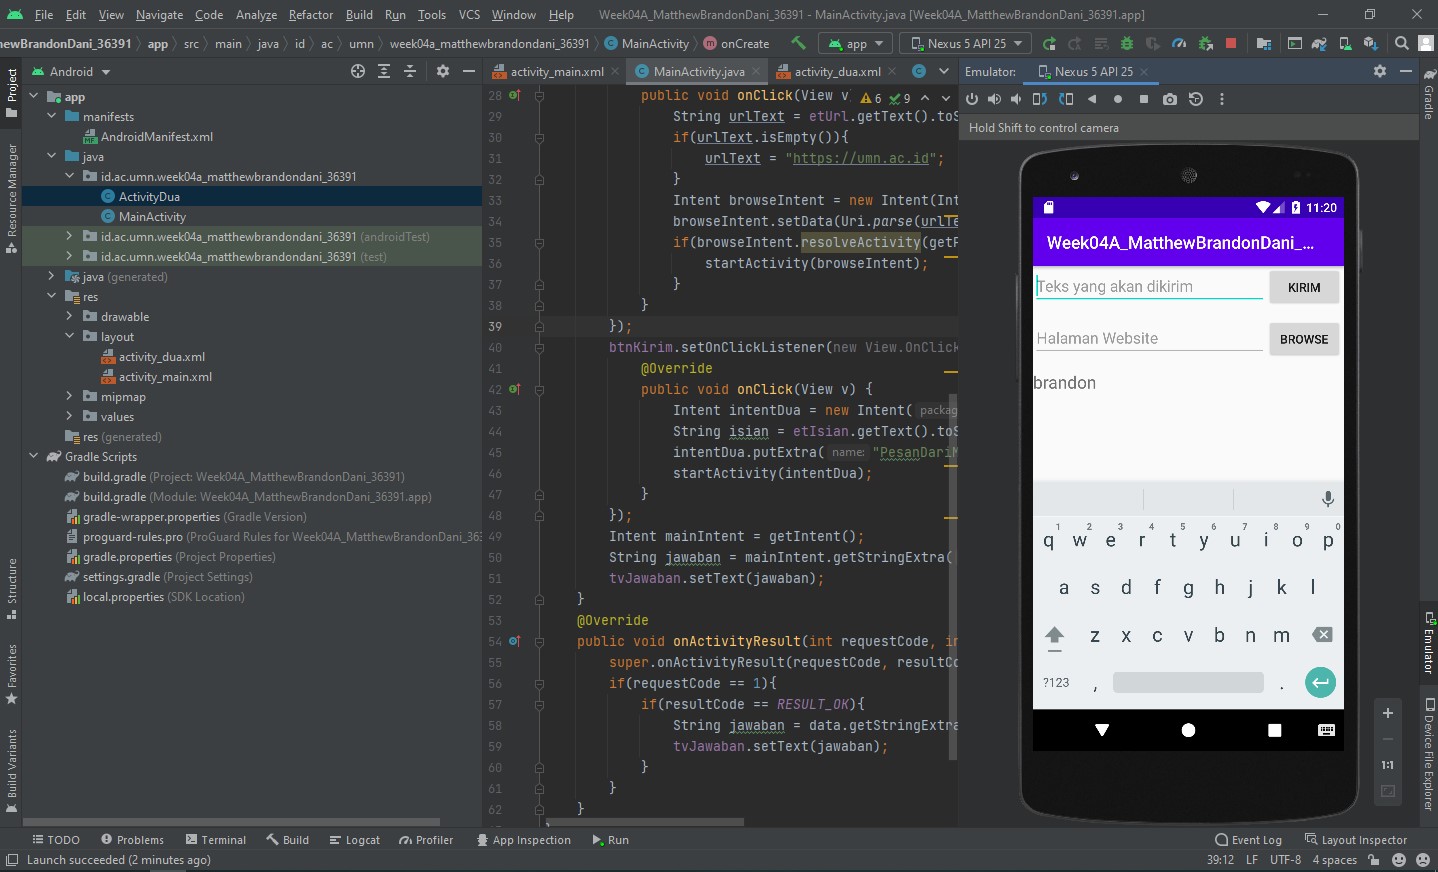 File Edit View Navigate Code Analyze Refactor Build Run Tools VCS Window Help Week04A_MatthewBrandonDani_36391 - MainActivity.java [Week04A_MatthewBrandonDani_36391.app]
hewBrandonDani_36391 app src main java id ac umn week04a_matthewbrandondani_36391 MainActivity onCreate app Nexus 5 API 25
Project
Resource Manager
Structure
Favorites
Build Variants
Android
app
manifests
AndroidManifest.xml
java
id.ac.umn.week04a_matthewbrandondani_36391
ActivityDua
MainActivity
id.ac.umn.week04a_matthewbrandondani_36391 (androidTest)
id.ac.umn.week04a_matthewbrandondani_36391 (test)
java (generated)
res
drawable
layout
activity_dua.xml
activity_main.xml
mipmap
values
res (generated)
Gradle Scripts
build.gradle (Project: Week04A_MatthewBrandonDani_36391)
build.gradle (Module: Week04A_MatthewBrandonDani_36391.app)
gradle-wrapper.properties (Gradle Version)
proguard-rules.pro (ProGuard Rules for Week04A_MatthewBrandonDani_363
gradle.properties (Project Properties)
settings.gradle (Project Settings)
local.properties (SDK Location)
activity_main.xml MainActivity.java activity_dua.xml
6 9
28 public void onClick(View v)
29 String urlText = etUrl.getText().toS
30 if(urlText.isEmpty()){
31 urlText = "https://umn.ac.id";
32 }
33 Intent browseIntent = new Intent(Int
34 browseIntent.setData(Uri.parse(urlTe
35 if(browseIntent.resolveActivity(getP
36 startActivity(browseIntent);
37 }
38 }
39 });
40 btnKirim.setOnClickListener(new View.OnClick
41 @Override
42 public void onClick(View v) {
43 Intent intentDua = new Intent( packag
44 String isian = etIsian.getText().toS
45 intentDua.putExtra( name: "PesanDariM
46 startActivity(intentDua);
47 }
48 });
49 Intent mainIntent = getIntent();
50 String jawaban = mainIntent.getStringExtra(
51 tvJawaban.setText(jawaban);
52 }
53 @Override
54 public void onActivityResult(int requestCode, in
55 super.onActivityResult(requestCode, resultCo
56 if(requestCode == 1){
57 if(resultCode == RESULT_OK){
58 String jawaban = data.getStringExtra
59 tvJawaban.setText(jawaban);
60 }
61 }
62 }
Emulator: Nexus 5 API 25
Hold Shift to control camera
11:20
Week04A_MatthewBrandonDani_...
Teks yang akan dikirim KIRIM
Halaman Website BROWSE
brandon
1 2 3 4 5 6 7 8 9 0
q w e r t y u i o p
a s d f g h j k l
z x c v b n m
?123 , .
1:1
Gradle
Emulator
Device File Explorer
TODO Problems Terminal Build Logcat Profiler App Inspection Run Event Log Layout Inspector
Launch succeeded (2 minutes ago) 39:12 LF UTF-8 4 spaces